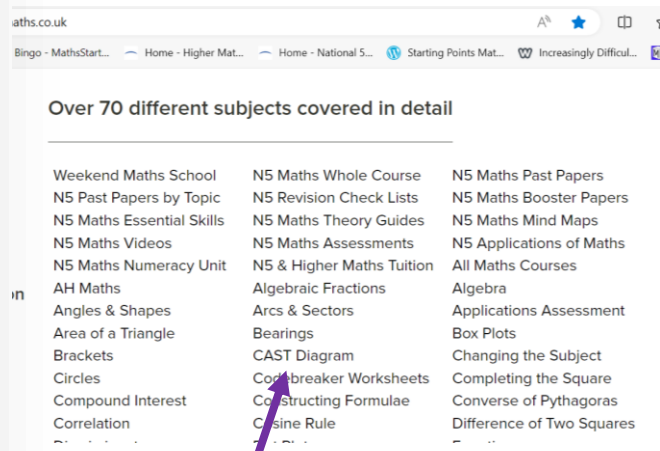 aths.co.uk
Bingo - MathsStart... Home - Higher Mat... Home - National 5... Starting Points Mat... Increasingly Difficul...
Over 70 different subjects covered in detail
Weekend Maths School N5 Maths Whole Course N5 Maths Past Papers
N5 Past Papers by Topic N5 Revision Check Lists N5 Maths Booster Papers
N5 Maths Essential Skills N5 Maths Theory Guides N5 Maths Mind Maps
N5 Maths Videos N5 Maths Assessments N5 Applications of Maths
N5 Maths Numeracy Unit N5 & Higher Maths Tuition All Maths Courses
on AH Maths Algebraic Fractions Algebra
Angles & Shapes Arcs & Sectors Applications Assessment
Area of a Triangle Bearings Box Plots
Brackets CAST Diagram Changing the Subject
Circles Codebreaker Worksheets Completing the Square
Compound Interest Constructing Formulae Converse of Pythagoras
Correlation Cosine Rule Difference of Two Squares